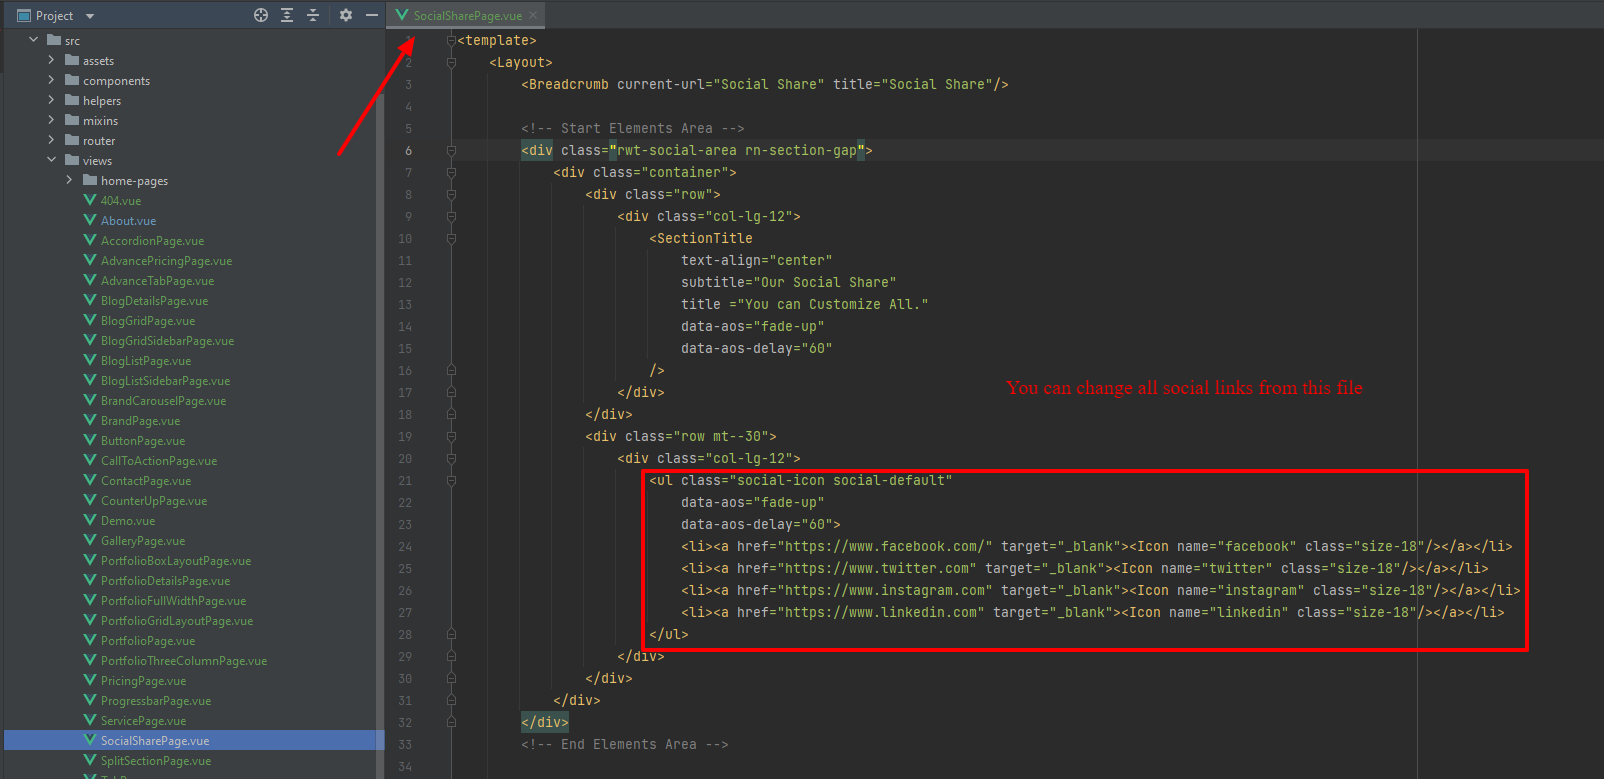 Project
SocialSharePage.vue
src
assets
components
helpers
mixins
router
views
home-pages
404.vue
About.vue
AccordionPage.vue
AdvancePricingPage.vue
AdvanceTabPage.vue
BlogDetailsPage.vue
BlogGridPage.vue
BlogGridSidebarPage.vue
BlogListPage.vue
BlogListSidebarPage.vue
BrandCarouselPage.vue
BrandPage.vue
ButtonPage.vue
CallToActionPage.vue
ContactPage.vue
CounterUpPage.vue
Demo.vue
GalleryPage.vue
PortfolioBoxLayoutPage.vue
PortfolioDetailsPage.vue
PortfolioFullWidthPage.vue
PortfolioGridLayoutPage.vue
PortfolioPage.vue
PortfolioThreeColumnPage.vue
PricingPage.vue
ProgressbarPage.vue
ServicePage.vue
SocialSharePage.vue
SplitSectionPage.vue
<template>
2 <Layout>
3 <Breadcrumb current-url="Social Share" title="Social Share"/>
4
5 <!-- Start Elements Area -->
6 <div class="rwt-social-area rn-section-gap">
7 <div class="container">
8 <div class="row">
9 <div class="col-lg-12">
10 <SectionTitle
11 text-align="center"
12 subtitle="Our Social Share"
13 title ="You can Customize All."
14 data-aos="fade-up"
15 data-aos-delay="60"
16 />
17 </div>
18 </div>
19 <div class="row mt--30">
20 <div class="col-lg-12">
21 <ul class="social-icon social-default"
22 data-aos="fade-up"
23 data-aos-delay="60">
24 <li><a href="https://www.facebook.com/" target="_blank"><Icon name="facebook" class="size-18"/></a></li>
25 <li><a href="https://www.twitter.com" target="_blank"><Icon name="twitter" class="size-18"/></a></li>
26 <li><a href="https://www.instagram.com" target="_blank"><Icon name="instagram" class="size-18"/></a></li>
27 <li><a href="https://www.linkedin.com" target="_blank"><Icon name="linkedin" class="size-18"/></a></li>
28 </ul>
29 </div>
30 </div>
31 </div>
32 </div>
33 <!-- End Elements Area -->
34
You can change all social links from this file